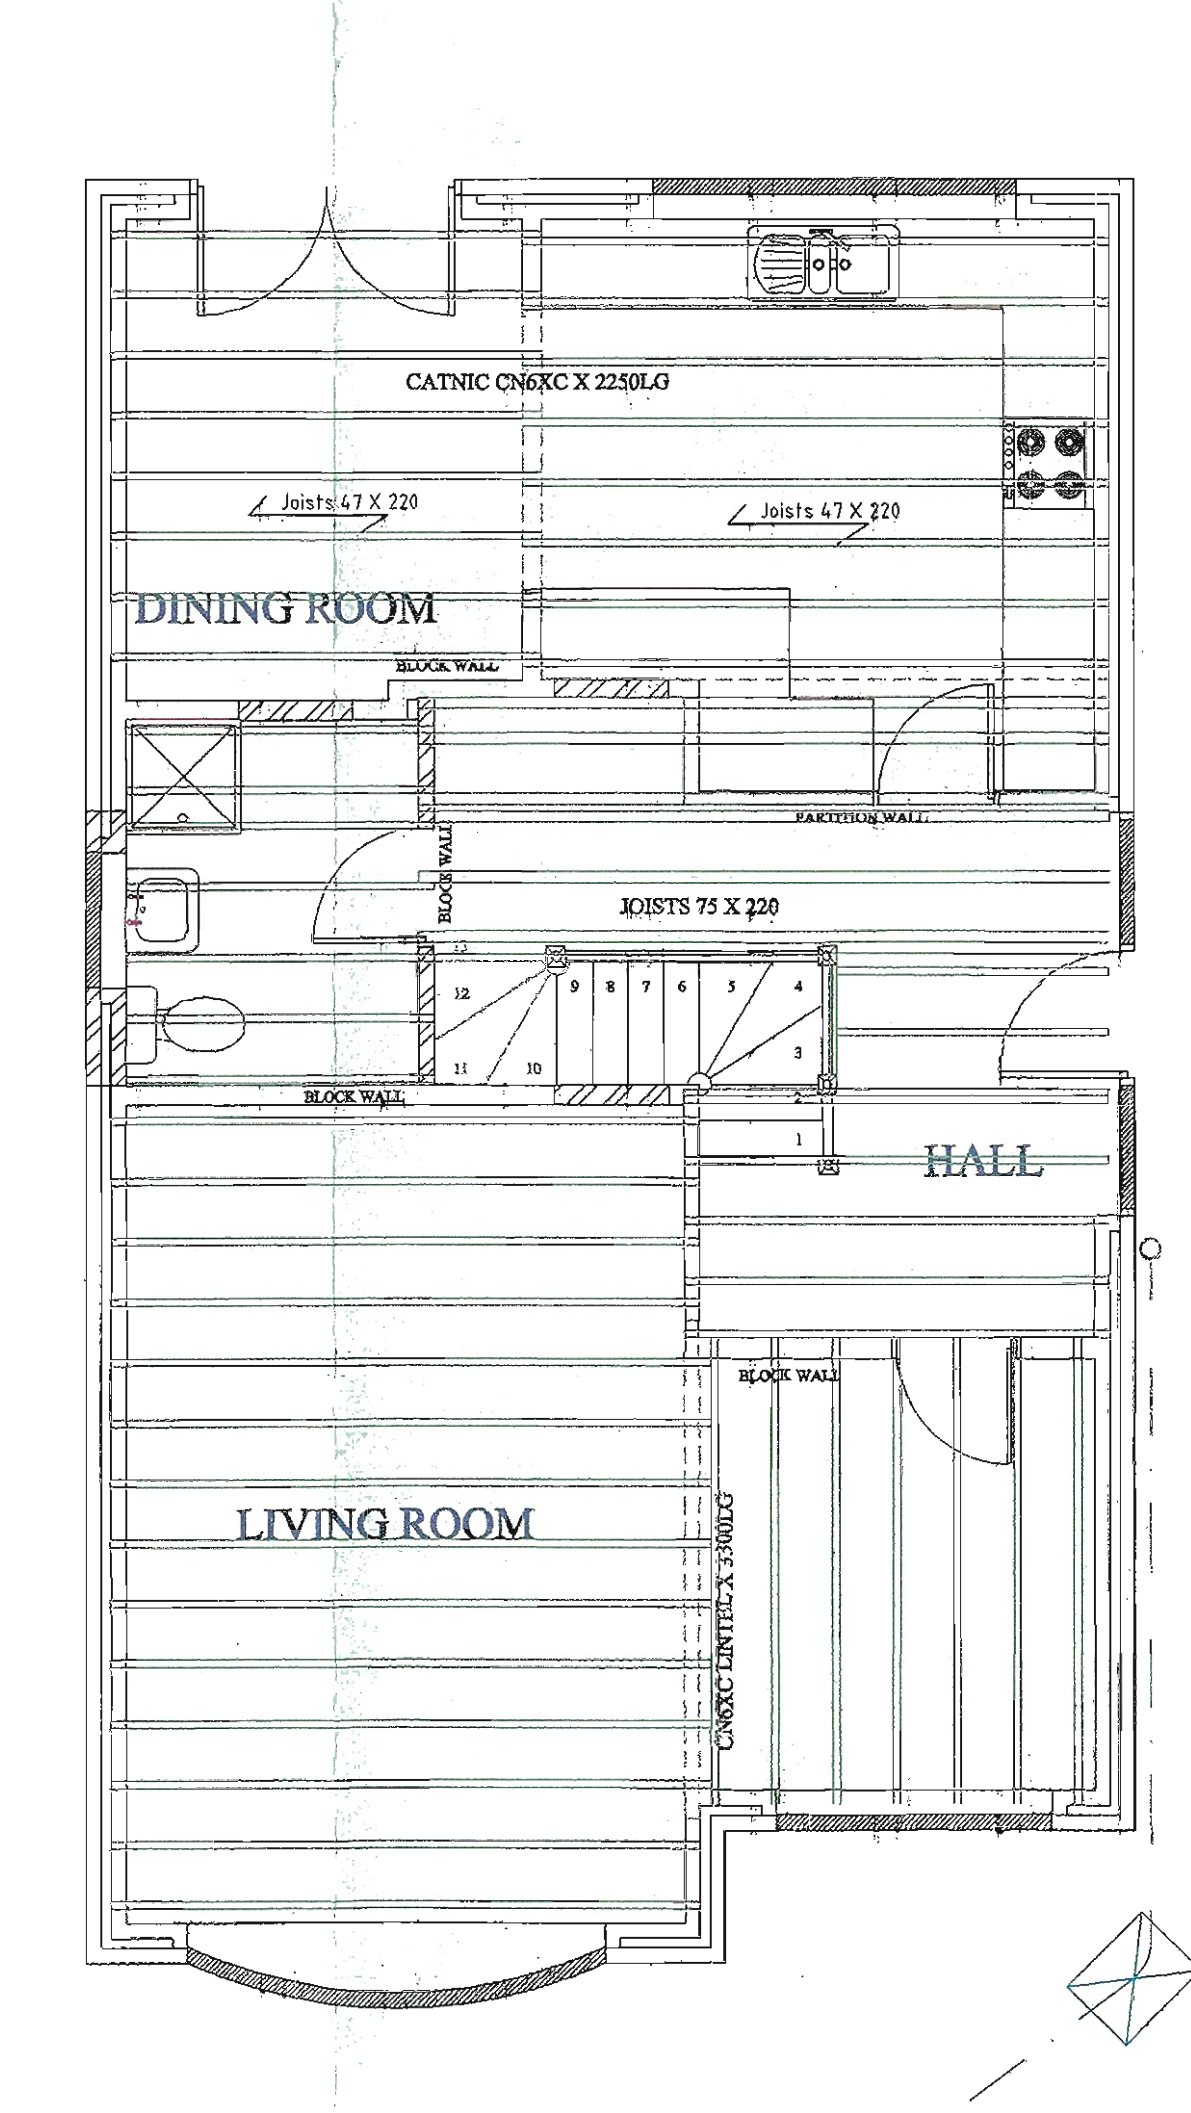 CATNIC CN6XC X 2250LG
Joists 47 X 220
Joists 47 X 220
DINING ROOM
BLOCK WALL
PARTITION WALL
BLOCK WALL
JOISTS 75 X 220
13
12
11
10
9
8
7
6
5
4
3
2
1
BLOCK WALL
HALL
BLOCK WALL
LIVING ROOM
CN6XC LINTEL X 3300LG